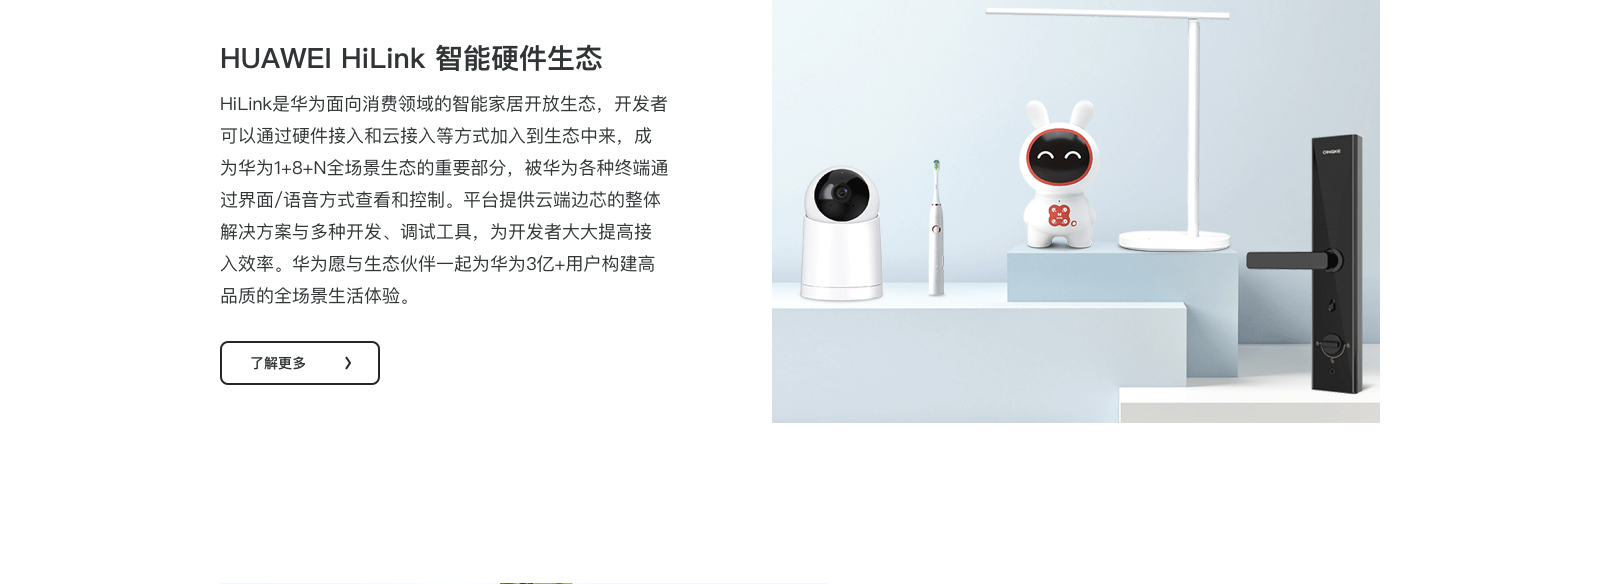 HUAWEI HiLink 智能硬件生态
HiLink是华为面向消费领域的智能家居开放生态，开发者
可以通过硬件接入和云接入等方式加入到生态中来，成
为华为1+8+N全场景生态的重要部分，被华为各种终端通
过界面/语音方式查看和控制。平台提供云端边芯的整体
解决方案与多种开发、调试工具，为开发者大大提高接
入效率。华为愿与生态伙伴一起为华为3亿+用户构建高
品质的全场景生活体验。
了解更多